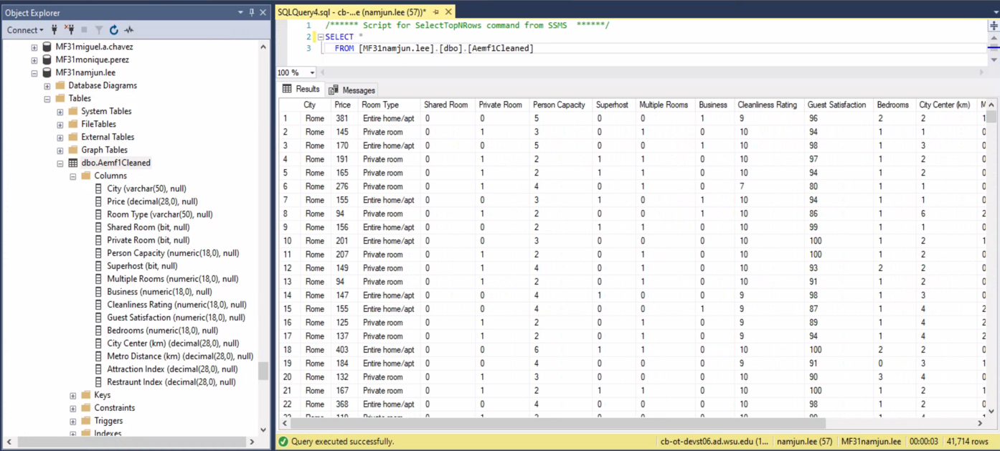 Object Explorer
Connect
MF31miguel.a.chavez
MF31monique.perez
MF31namjun.lee
Database Diagrams
Tables
System Tables
FileTables
External Tables
Graph Tables
dbo.Aemf1Cleaned
Columns
City (varchar(50), null)
Price (decimal(28,0), null)
Room Type (varchar(50), null)
Shared Room (bit, null)
Private Room (bit, null)
Person Capacity (numeric(18,0), null)
Superhost (bit, null)
Multiple Rooms (numeric(18,0), null)
Business (numeric(18,0), null)
Cleanliness Rating (numeric(18,0), null)
Guest Satisfaction (numeric(18,0), null)
Bedrooms (numeric(18,0), null)
City Center (km) (decimal(28,0), null)
Metro Distance (km) (decimal(28,0), null)
Attraction Index (decimal(28,0), null)
Restraunt Index (decimal(28,0), null)
Keys
Constraints
Triggers
Indexes
SQLQuery4.sql - cb-...e (namjun.lee (57))*
1 /****** Script for SelectTopNRows command from SSMS ******/
2 SELECT *
3 FROM [MF31namjun.lee].[dbo].[Aemf1Cleaned]
100 %
Results Messages
City Price Room Type Shared Room Private Room Person Capacity Superhost Multiple Rooms Business Cleanliness Rating Guest Satisfaction Bedrooms City Center (km) M
1 Rome 381 Entire home/apt 0 0 5 0 0 1 9 96 2 2 1
2 Rome 145 Private room 0 1 3 0 1 0 10 94 1 1 0
3 Rome 170 Entire home/apt 0 0 5 0 0 1 10 98 1 3 0
4 Rome 191 Private room 0 1 2 1 1 0 10 97 1 2 0
5 Rome 165 Private room 0 1 2 1 1 0 10 94 1 2 0
6 Rome 276 Private room 0 1 4 0 1 0 7 80 1 1 0
7 Rome 155 Entire home/apt 0 0 3 1 0 1 10 94 1 1 0
8 Rome 94 Private room 0 1 2 0 0 1 10 86 1 6 2
9 Rome 156 Entire home/apt 0 0 2 1 1 0 10 99 1 1 0
10 Rome 201 Entire home/apt 0 0 3 0 0 0 10 100 1 2 1
11 Rome 207 Private room 0 1 2 0 1 0 10 100 1 2 0
12 Rome 149 Private room 0 1 4 0 1 0 10 93 2 2 0
13 Rome 94 Private room 0 1 2 0 1 0 10 91 1 2 0
14 Rome 147 Entire home/apt 0 0 4 1 0 0 9 98 1 3 0
15 Rome 155 Entire home/apt 0 0 4 0 0 1 9 87 1 4 2
16 Rome 125 Private room 0 1 2 0 1 0 9 89 1 4 2
17 Rome 137 Private room 0 1 2 0 1 0 9 94 1 4 2
18 Rome 403 Entire home/apt 0 0 6 1 1 0 10 100 2 2 0
19 Rome 184 Entire home/apt 0 0 4 0 0 0 9 91 0 3 1
20 Rome 132 Private room 0 1 3 0 0 0 10 90 3 4 0
21 Rome 167 Private room 0 1 2 1 1 0 10 100 1 2 1
22 Rome 368 Entire home/apt 0 0 4 0 0 0 10 98 1 2 0
Query executed successfully. cb-ot-devst06.ad.wsu.edu (1... namjun.lee (57) MF31namjun.lee 00:00:03 41,714 rows